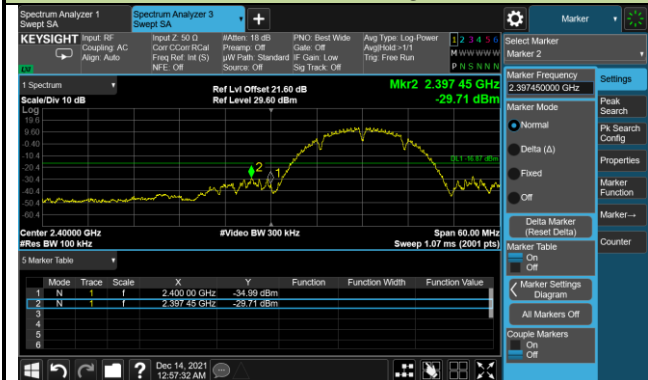 Spectrum Analyzer 1
Swept SA
Spectrum Analyzer 3
Swept SA
+
Marker
KEYSIGHT
Input: RF
Coupling: AC
Align: Auto
Input Z: 50 Ω
Corr CCorr RCal
Freq Ref: Int (S)
NFE: Off
#Atten: 18 dB
Preamp: Off
µW Path: Standard
Source: Off
PNO: Best Wide
Gate: Off
IF Gain: Low
Sig Track: Off
Avg Type: Log-Power
Avg|Hold:>1/1
Trig: Free Run
1 2 3 4 5 6
M W W W W W
P N S N N N
LXI
Select Marker
Marker 2
Marker Frequency
2.397450000 GHz
Marker Mode
Normal
Delta (Δ)
Fixed
Off
Delta Marker
(Reset Delta)
Marker Table
On
Off
Marker Settings
Diagram
All Markers Off
Couple Markers
On
Off
Settings
Peak
Search
Pk Search
Config
Properties
Marker
Function
Marker→
Counter
1 Spectrum
Scale/Div 10 dB
Log
Ref Lvl Offset 21.60 dB
Ref Level 29.60 dBm
Mkr2 2.397 45 GHz
-29.71 dBm
19.6
9.60
-0.40
-10.4
-20.4
-30.4
-40.4
-50.4
-60.4
DL1 -16.87 dBm
2
1
Center 2.40000 GHz
#Res BW 100 kHz
#Video BW 300 kHz
Span 60.00 MHz
Sweep 1.07 ms (2001 pts)
5 Marker Table
Mode Trace Scale X Y Function Function Width Function Value
1 N 1 f 2.400 00 GHz -34.99 dBm
2 N 1 f 2.397 45 GHz -29.71 dBm
3
4
5
6
?
Dec 14, 2021
12:57:32 AM